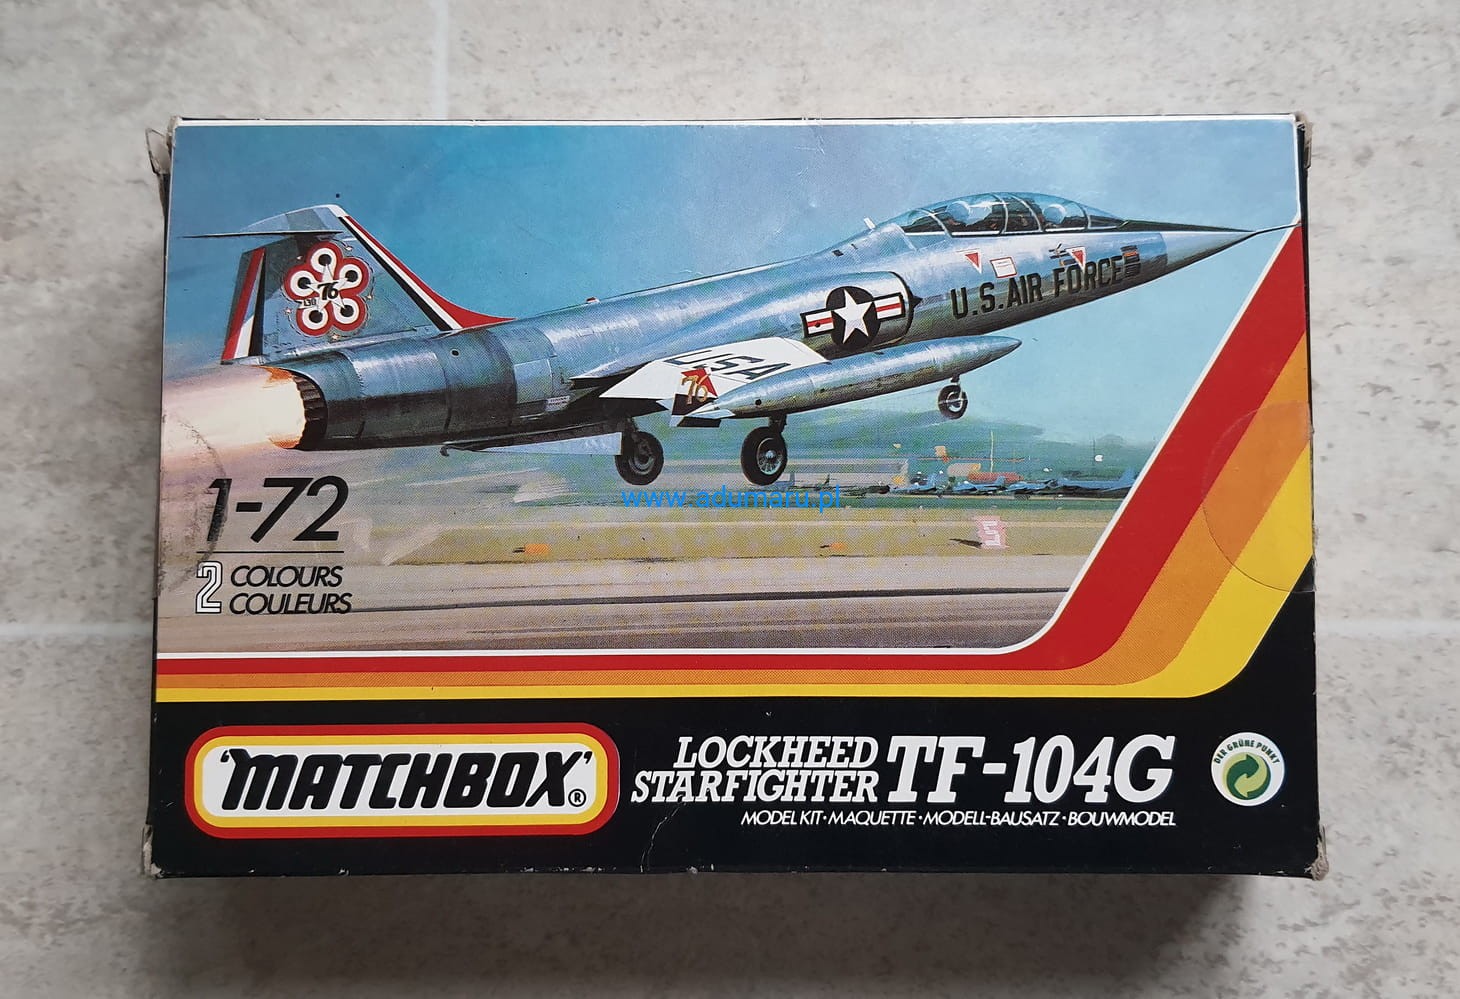 76
U.S. AIR FORCE
USA
76
1-72
www.adumaru.pl
2 COLOURS
COULEURS
'MATCHBOX'®
LOCKHEED
STARFIGHTER
TF-104G
MODEL KIT·MAQUETTE·MODELL-BAUSATZ·BOUWMODEL
DER GRÜNE PUNKT